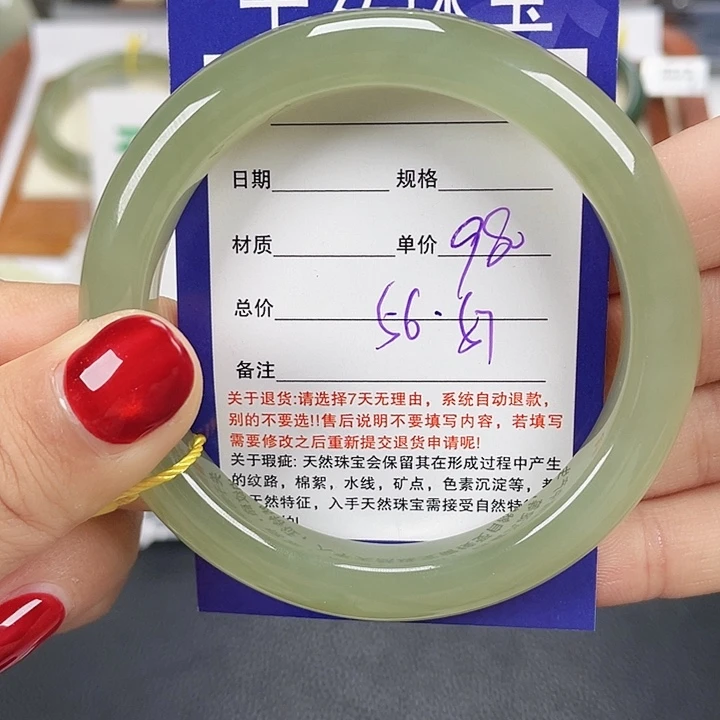 日期 规格
材质 单价 980
总价 56.57
备注
关于退货:请选择7天无理由，系统自动退款，
别的不要选!!售后说明不要填写内容，若填写
需要修改之后重新提交退货申请呢!
关于瑕疵: 天然珠宝会保留其在形成过程中产生
的纹路，棉絮，水线，矿点，色素沉淀等，
天然特征，入手天然珠宝需接受自然特